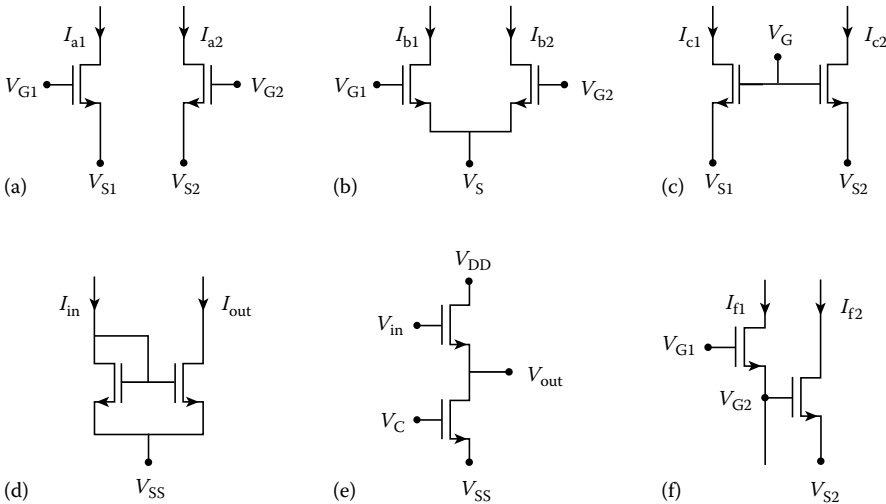 I_a1 I_a2 I_b1 I_b2 I_c1 V_G I_c2
V_G1 V_G2 V_G1 V_G2
(a) V_S1 V_S2 (b) V_S (c) V_S1 V_S2
V_DD
I_in I_out V_in I_f1 I_f2
V_G1
V_out
V_C V_G2
(d) V_SS (e) V_SS (f) V_S2